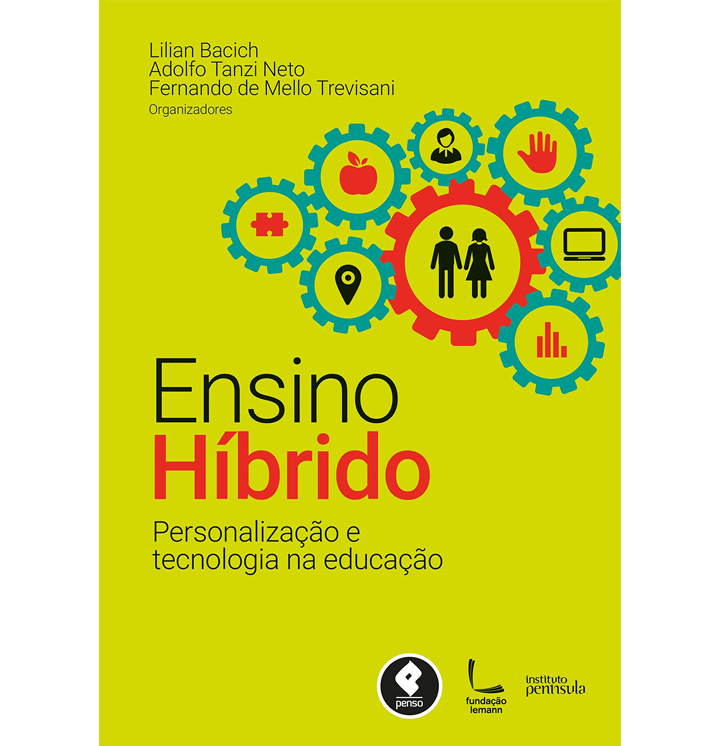 Lilian Bacich
Adolfo Tanzi Neto
Fernando de Mello Trevisani
Organizadores
Ensino
Híbrido
Personalização e
tecnologia na educação
penso
fundação
lemann
instituto
península